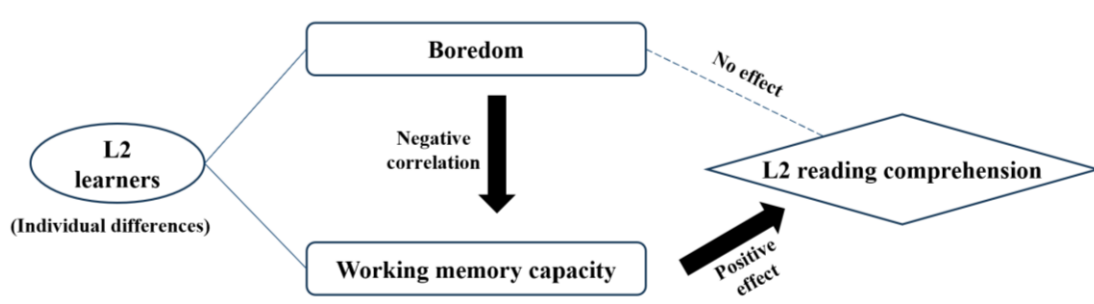 Boredom
No effect
Negative
correlation
L2
learners
(Individual differences)
L2 reading comprehension
Working memory capacity
Positive
effect